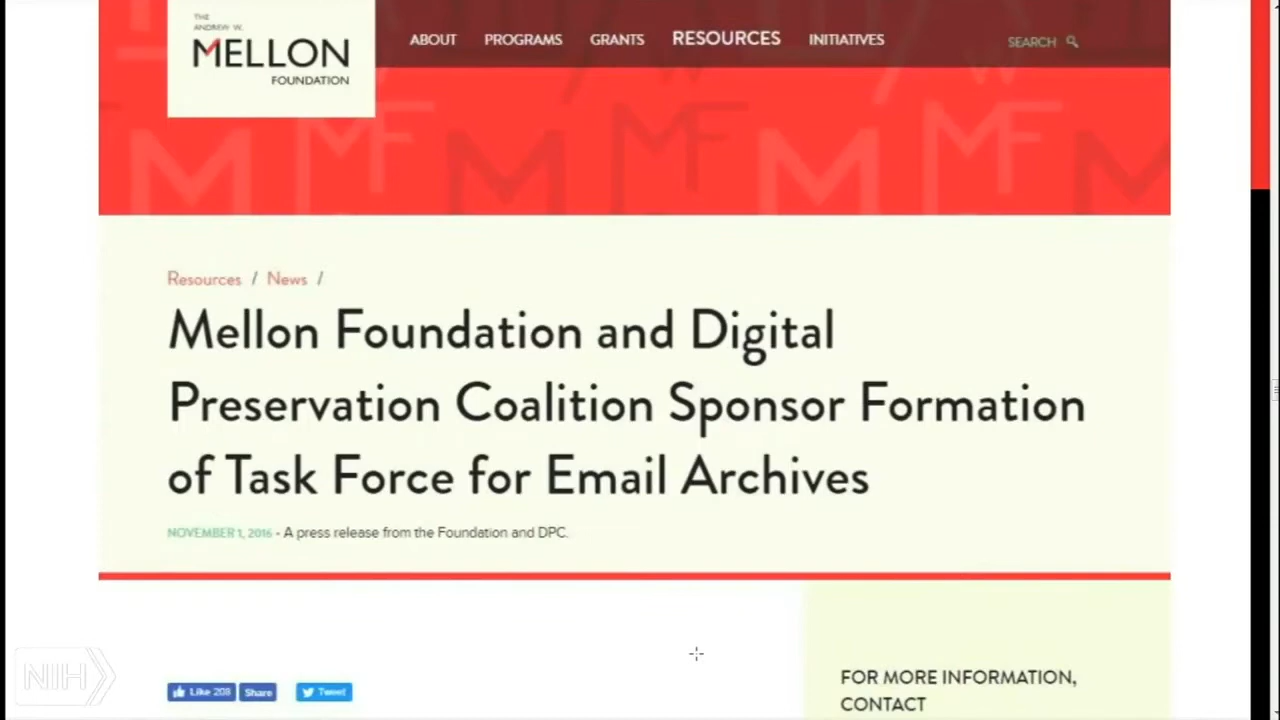 THE
ANDREW W.
MELLON
FOUNDATION
ABOUT PROGRAMS GRANTS RESOURCES INITIATIVES
SEARCH
Resources / News /
Mellon Foundation and Digital
Preservation Coalition Sponsor Formation
of Task Force for Email Archives
NOVEMBER 1, 2016 - A press release from the Foundation and DPC.
NIH
Like 208 Share Tweet
FOR MORE INFORMATION,
CONTACT